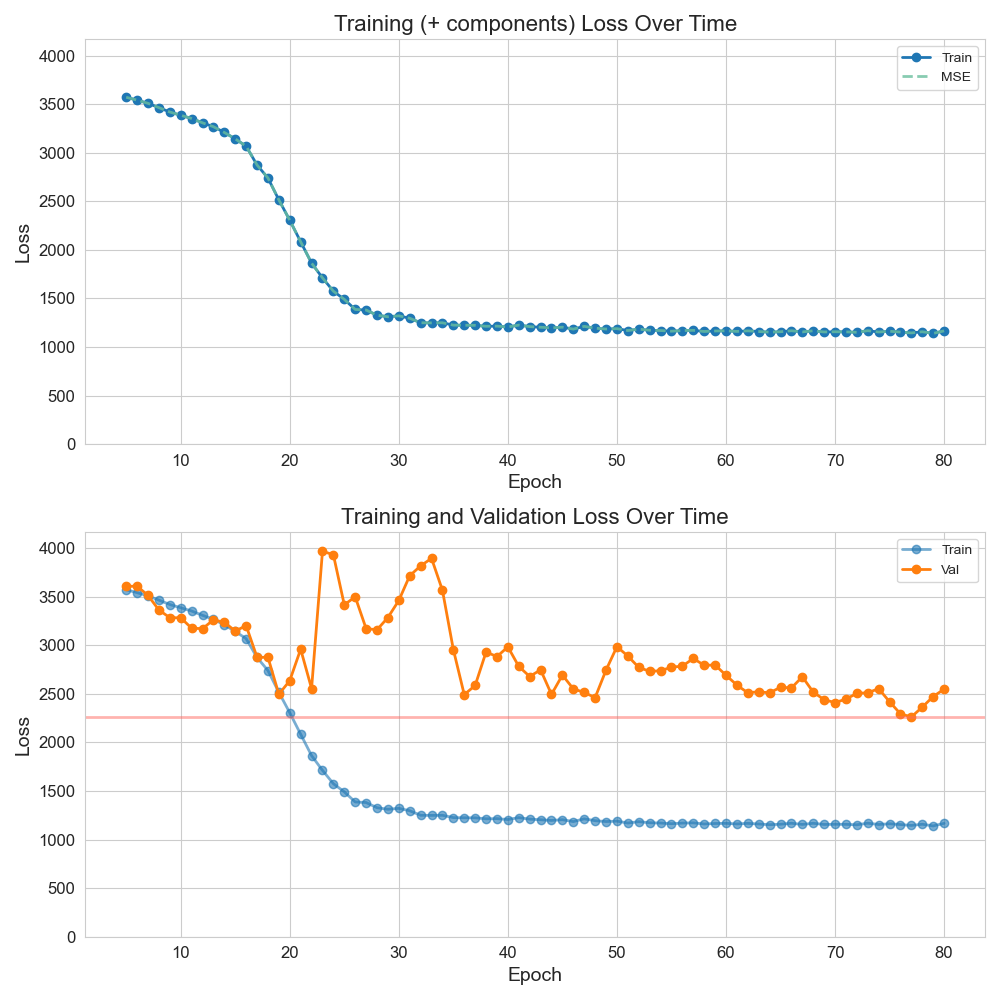 Training (+ components) Loss Over Time
4000
3500
3000
2500
2000
1500
1000
500
0
Loss
Train
MSE
10 20 30 40 50 60 70 80
Epoch
Training and Validation Loss Over Time
4000
3500
3000
2500
2000
1500
1000
500
0
Loss
Train
Val
10 20 30 40 50 60 70 80
Epoch